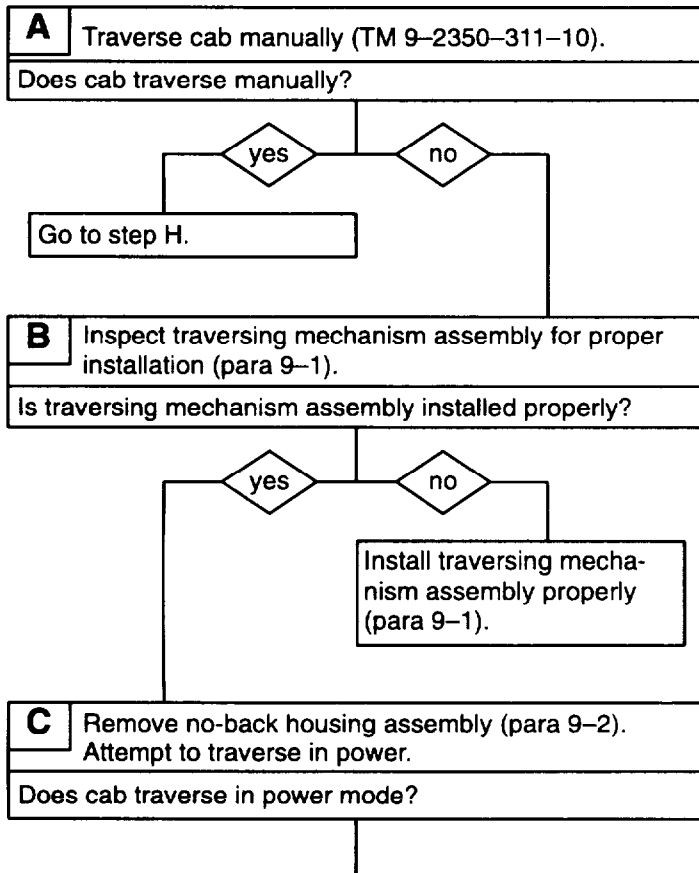 A Traverse cab manually (TM 9–2350–311–10).
Does cab traverse manually?
yes no
Go to step H.
B Inspect traversing mechanism assembly for proper
installation (para 9–1).
Is traversing mechanism assembly installed properly?
yes no
Install traversing mecha-
nism assembly properly
(para 9–1).
C Remove no-back housing assembly (para 9–2).
Attempt to traverse in power.
Does cab traverse in power mode?